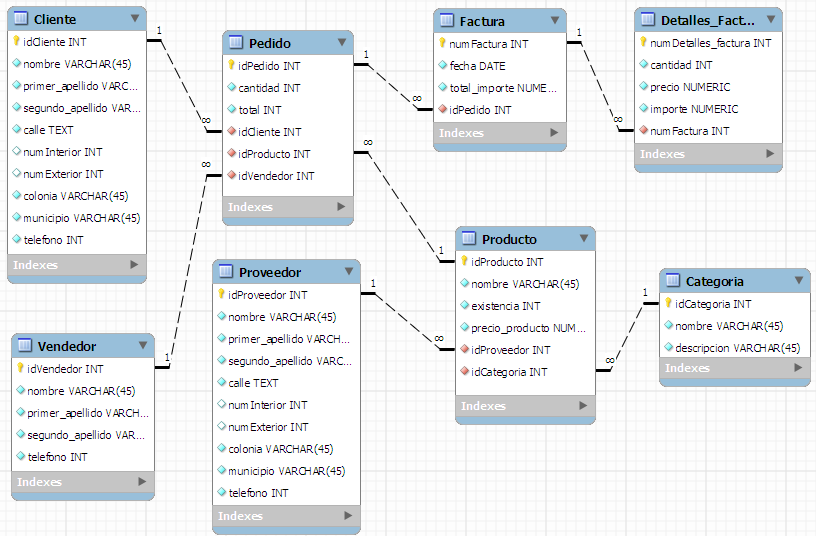 Cliente
idCliente INT
nombre VARCHAR(45)
primer_apellido VARC...
segundo_apellido VAR...
calle TEXT
numInterior INT
numExterior INT
colonia VARCHAR(45)
municipio VARCHAR(45)
telefono INT
Indexes
1
∞
Pedido
idPedido INT
cantidad INT
total INT
idCliente INT
idProducto INT
idVendedor INT
Indexes
∞
1
∞
∞
1
Factura
numFactura INT
fecha DATE
total_importe NUME...
idPedido INT
Indexes
1
∞
Detalles_Fact...
numDetalles_factura INT
cantidad INT
precio NUMERIC
importe NUMERIC
numFactura INT
Indexes
Vendedor
idVendedor INT
nombre VARCHAR(45)
primer_apellido VARCH...
segundo_apellido VAR...
telefono INT
Indexes
1
Proveedor
idProveedor INT
nombre VARCHAR(45)
primer_apellido VARCH...
segundo_apellido VARC...
calle TEXT
numInterior INT
numExterior INT
colonia VARCHAR(45)
municipio VARCHAR(45)
telefono INT
Indexes
1
∞
Producto
idProducto INT
nombre VARCHAR(45)
existencia INT
precio_producto NUM...
idProveedor INT
idCategoria INT
Indexes
∞
1
Categoria
idCategoria INT
nombre VARCHAR(45)
descripcion VARCHAR(45)
Indexes